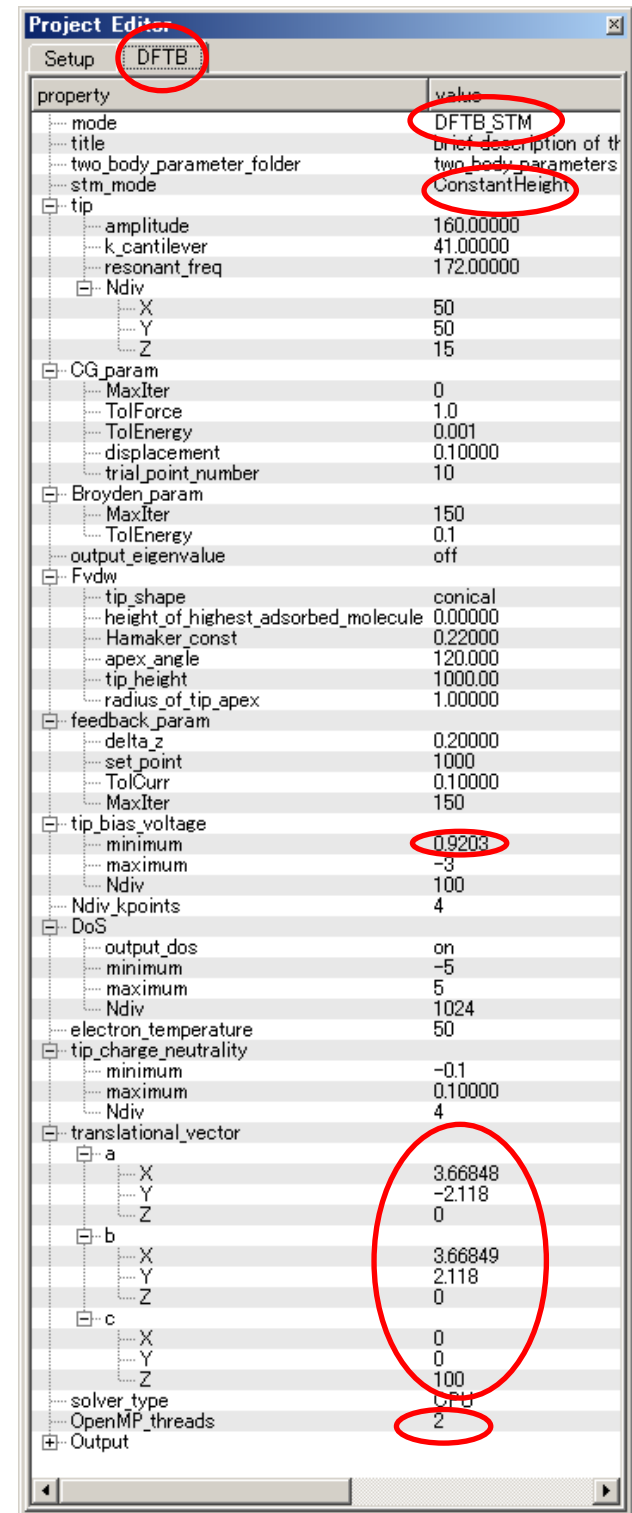 Project Editor
Setup DFTB
property value
mode DFTB_STM
title brief description of th
two_body_parameter_folder two_body_parameters
stm_mode ConstantHeight
tip
amplitude 160.00000
k_cantilever 41.00000
resonant_freq 172.00000
Ndiv
X 50
Y 50
Z 15
CG_param
MaxIter 0
TolForce 1.0
TolEnergy 0.001
displacement 0.10000
trial_point_number 10
Broyden_param
MaxIter 150
TolEnergy 0.1
output_eigenvalue off
Fvdw
tip_shape conical
height_of_highest_adsorbed_molecule 0.00000
Hamaker_const 0.22000
apex_angle 120.000
tip_height 1000.00
radius_of_tip_apex 1.00000
feedback_param
delta_z 0.20000
set_point 1000
TolCurr 0.10000
MaxIter 150
tip_bias_voltage
minimum 0.9203
maximum -3
Ndiv 100
Ndiv_kpoints 4
DoS
output_dos on
minimum -5
maximum 5
Ndiv 1024
electron_temperature 50
tip_charge_neutrality
minimum -0.1
maximum 0.10000
Ndiv 4
translational_vector
a
X 3.66848
Y -2.118
Z 0
b
X 3.66849
Y 2.118
Z 0
c
X 0
Y 0
Z 100
solver_type CPU
OpenMP_threads 2
Output